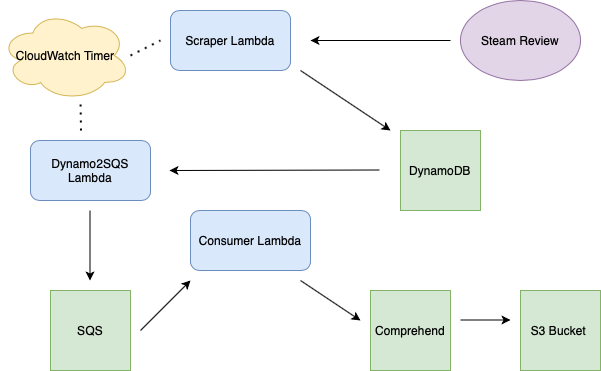 CloudWatch Timer
Scraper Lambda
Steam Review
Dynamo2SQS
Lambda
DynamoDB
Consumer Lambda
SQS
Comprehend
S3 Bucket